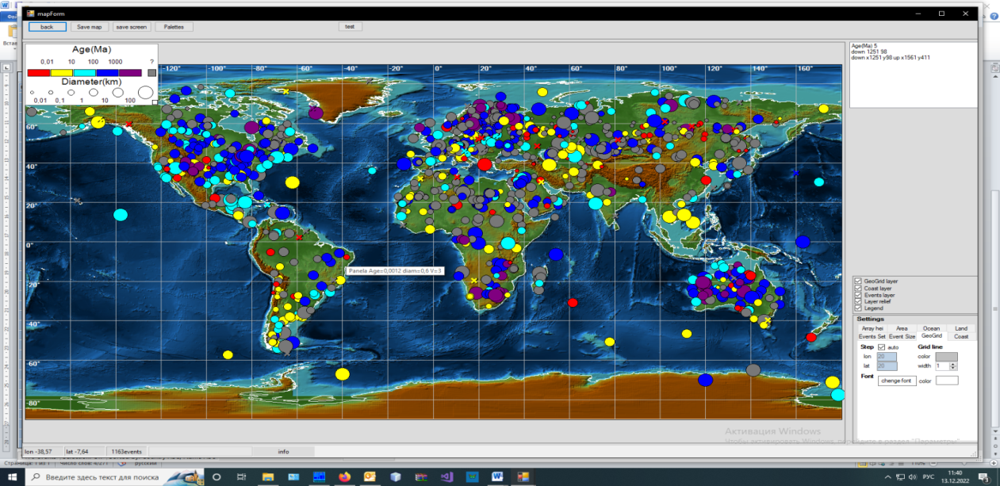 mapForm
back Save map save screen Palettes test
Age(Ma)
0,01 10 100 1000 ?
Diameter(km)
0.01 0,1 1 10 100
-120° -100° -80° -60° -40° -20° 0° 20° 40° 60° 80° 100° 120° 140° 160°
60°
40°
20°
0°
-20°
-40°
-60°
-80°
Panela Age=0,0012 diam=0,6 V=3
Age(Ma) 5
down 1251 98
down x1251 y98 up x1561 y411
GeoGrid layer
Coast layer
Events layer
Layer relief
Legend
Settings
Array hei Area Ocean Land
Events Set Event Size GeoGrid Coast
Step auto Grid line
lon 20 color
lat 20 width 1
Font
chenge font color
Активация Windows
Чтобы активировать Windows, перейдите в раздел "Параметры".
lon -38,57 lat -7,64 1163events info
Введите здесь текст для поиска
РУС
11:40
13.12.2022